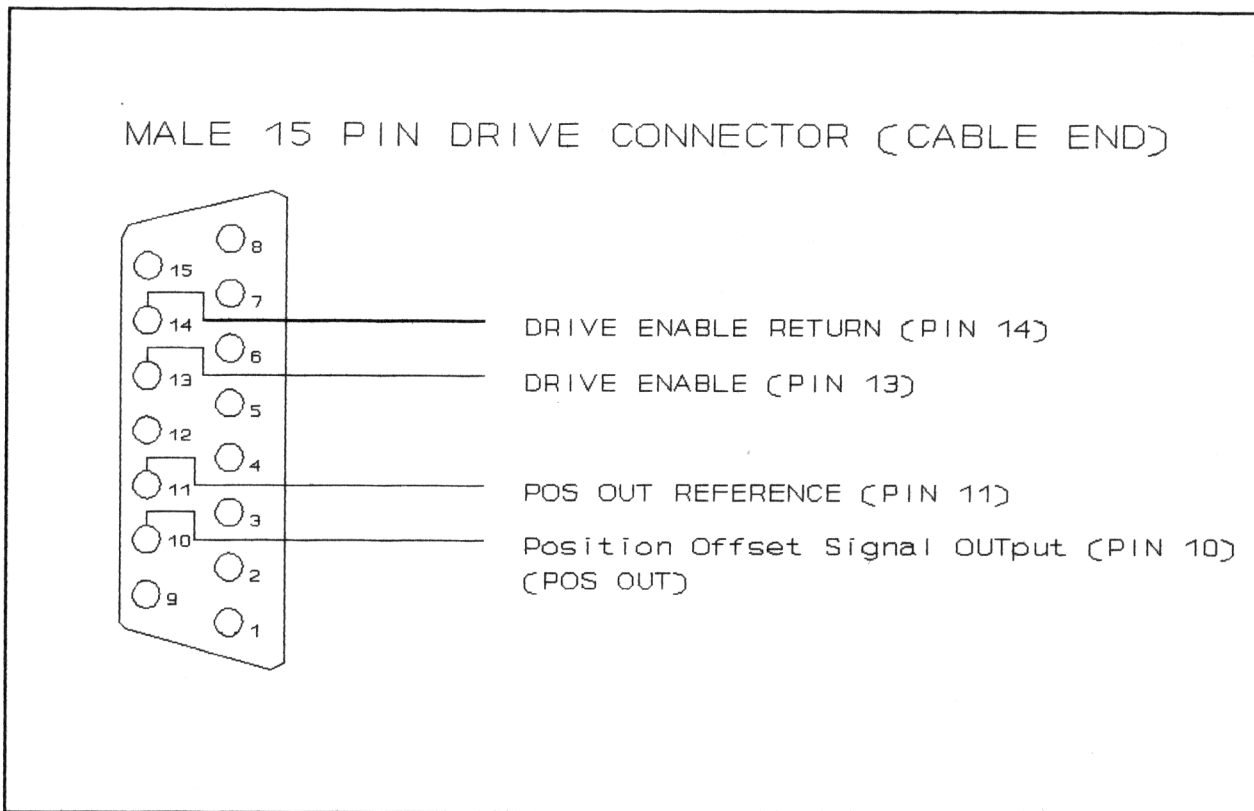 MALE 15 PIN DRIVE CONNECTOR (CABLE END)
8
15
7
14
DRIVE ENABLE RETURN (PIN 14)
6
13
DRIVE ENABLE (PIN 13)
5
12
4
11
POS OUT REFERENCE (PIN 11)
3
10
Position Offset Signal OUTput (PIN 10)
(POS OUT)
2
9
1